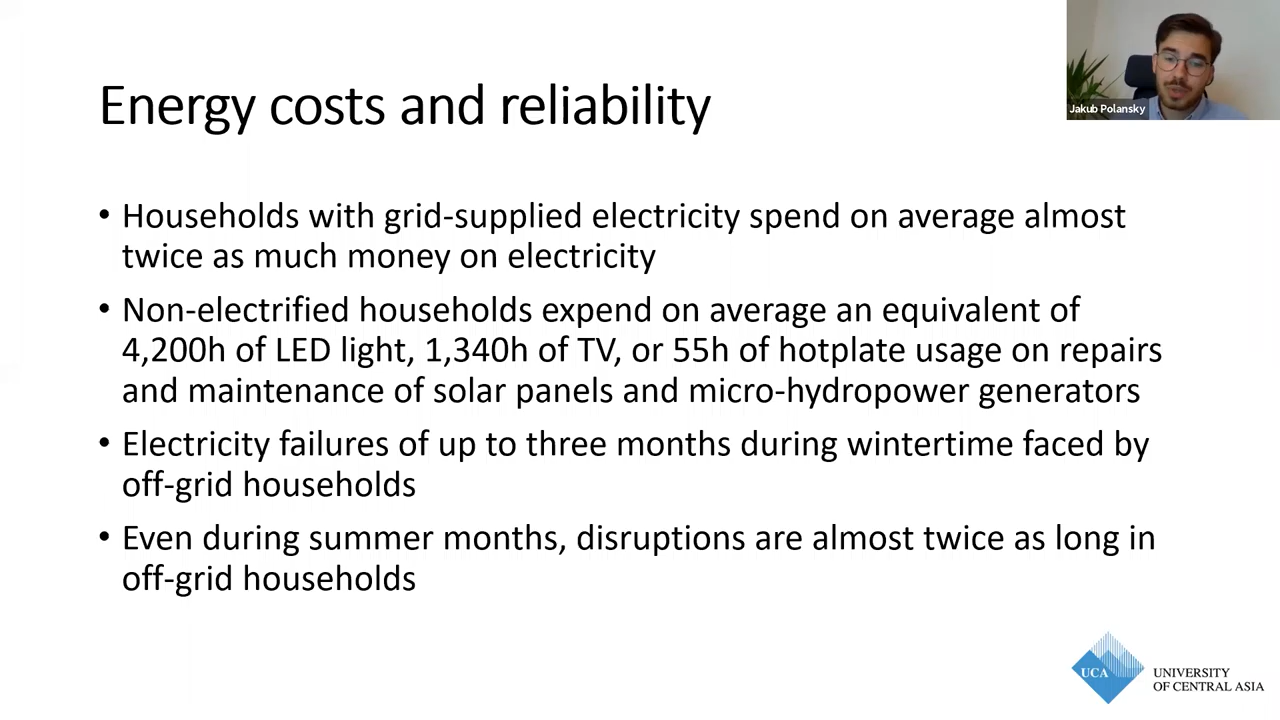 Energy costs and reliability
Jakub Polansky
• Households with grid-supplied electricity spend on average almost
twice as much money on electricity
• Non-electrified households expend on average an equivalent of
4,200h of LED light, 1,340h of TV, or 55h of hotplate usage on repairs
and maintenance of solar panels and micro-hydropower generators
• Electricity failures of up to three months during wintertime faced by
off-grid households
• Even during summer months, disruptions are almost twice as long in
off-grid households
UCA
UNIVERSITY
OF CENTRAL ASIA